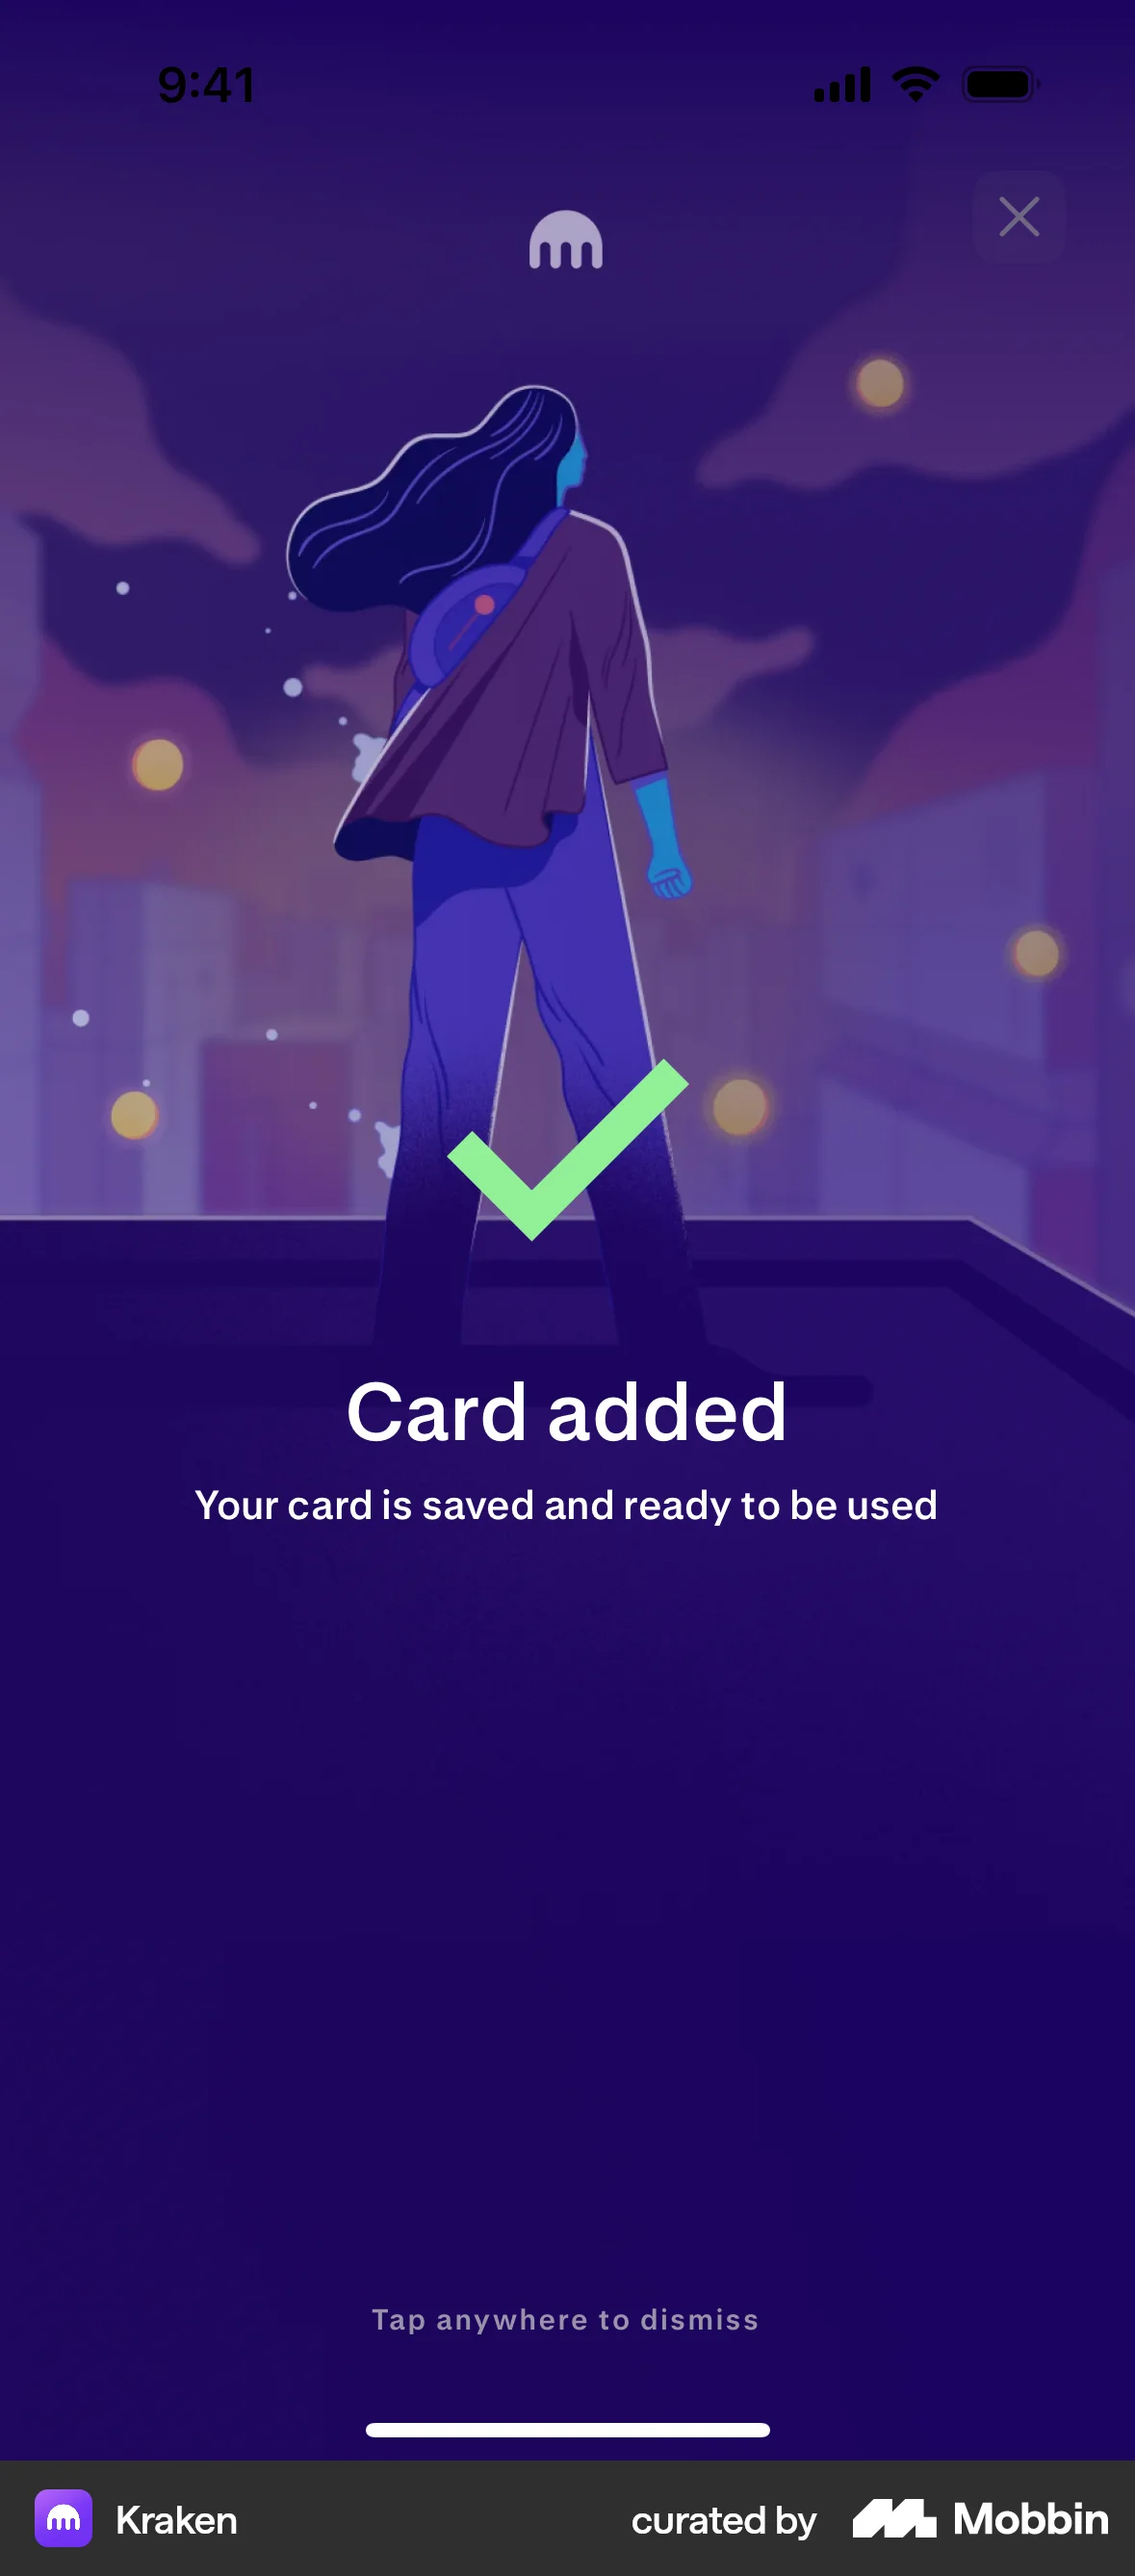 9:41
Card added
Your card is saved and ready to be used
Tap anywhere to dismiss
Kraken
curated by Mobbin